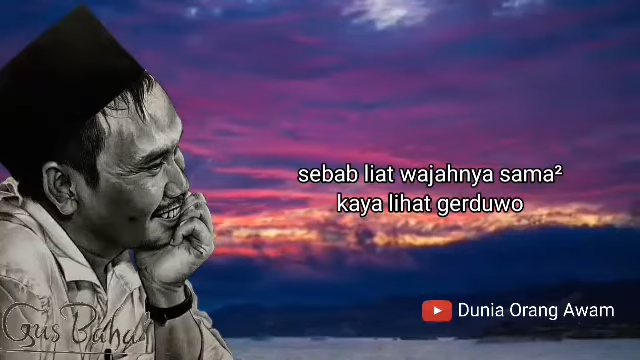 sebab liat wajahnya sama²
kaya lihat gerduwo
Dunia Orang Awam
Gus Baha